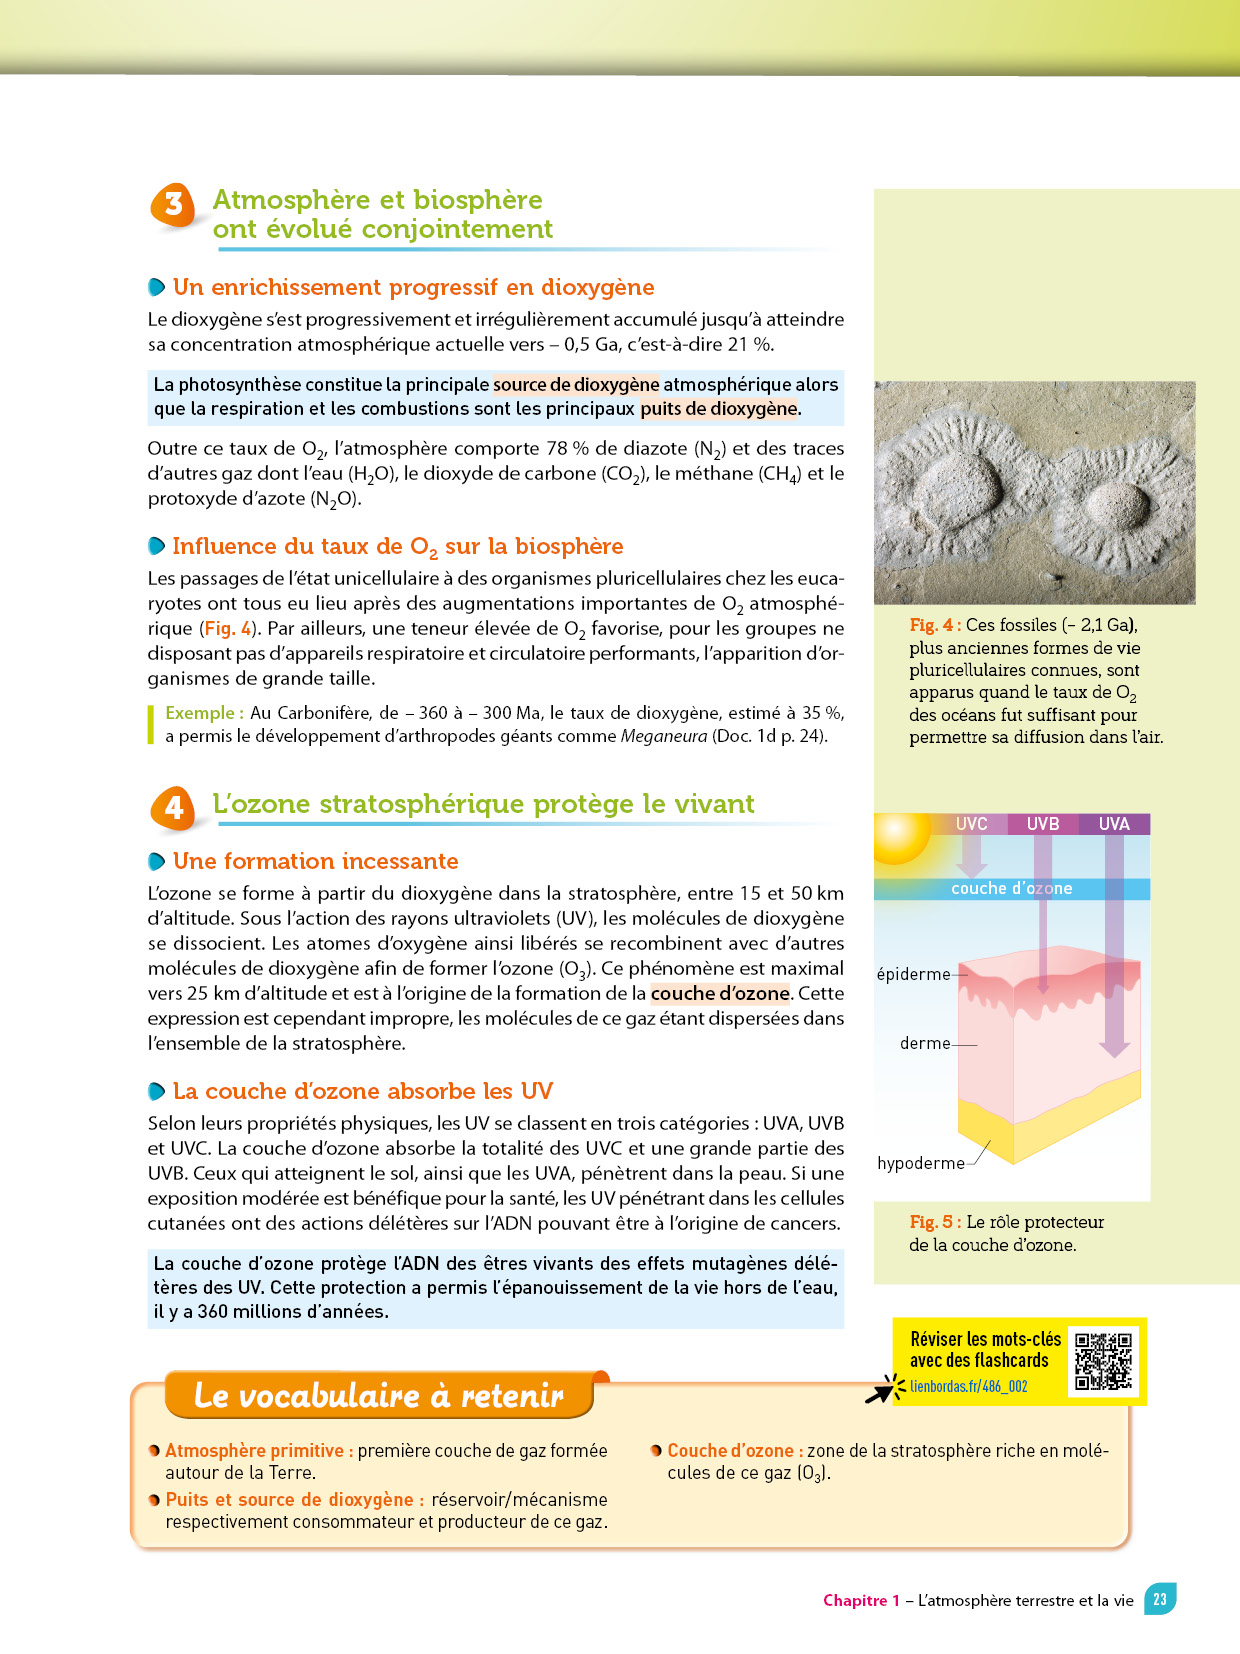 3
Atmosphère et biosphère
ont évolué conjointement
Un enrichissement progressif en dioxygène
Le dioxygène s'est progressivement et irrégulièrement accumulé jusqu'à atteindre
sa concentration atmosphérique actuelle vers – 0,5 Ga, c'est-à-dire 21 %.
La photosynthèse constitue la principale source de dioxygène atmosphérique alors
que la respiration et les combustions sont les principaux puits de dioxygène.
Outre ce taux de O₂, l'atmosphère comporte 78 % de diazote (N₂) et des traces
d'autres gaz dont l'eau (H₂O), le dioxyde de carbone (CO₂), le méthane (CH₄) et le
protoxyde d'azote (N₂O).
Influence du taux de O₂ sur la biosphère
Les passages de l'état unicellulaire à des organismes pluricellulaires chez les euca-
ryotes ont tous eu lieu après des augmentations importantes de O₂ atmosphé-
rique (Fig. 4). Par ailleurs, une teneur élevée de O₂ favorise, pour les groupes ne
disposant pas d'appareils respiratoire et circulatoire performants, l'apparition d'or-
ganismes de grande taille.
Exemple : Au Carbonifère, de – 360 à – 300 Ma, le taux de dioxygène, estimé à 35 %,
a permis le développement d'arthropodes géants comme Meganeura (Doc. 1d p. 24).
4
L'ozone stratosphérique protège le vivant
Une formation incessante
L'ozone se forme à partir du dioxygène dans la stratosphère, entre 15 et 50 km
d'altitude. Sous l'action des rayons ultraviolets (UV), les molécules de dioxygène
se dissocient. Les atomes d'oxygène ainsi libérés se recombinent avec d'autres
molécules de dioxygène afin de former l'ozone (O₃). Ce phénomène est maximal
vers 25 km d'altitude et est à l'origine de la formation de la couche d'ozone. Cette
expression est cependant impropre, les molécules de ce gaz étant dispersées dans
l'ensemble de la stratosphère.
La couche d'ozone absorbe les UV
Selon leurs propriétés physiques, les UV se classent en trois catégories : UVA, UVB
et UVC. La couche d'ozone absorbe la totalité des UVC et une grande partie des
UVB. Ceux qui atteignent le sol, ainsi que les UVA, pénètrent dans la peau. Si une
exposition modérée est bénéfique pour la santé, les UV pénétrant dans les cellules
cutanées ont des actions délétères sur l'ADN pouvant être à l'origine de cancers.
La couche d'ozone protège l'ADN des êtres vivants des effets mutagènes délé-
tères des UV. Cette protection a permis l'épanouissement de la vie hors de l'eau,
il y a 360 millions d'années.
Fig. 4 : Ces fossiles (– 2,1 Ga),
plus anciennes formes de vie
pluricellulaires connues, sont
apparus quand le taux de O₂
des océans fut suffisant pour
permettre sa diffusion dans l'air.
UVC UVB UVA
couche d'ozone
épiderme
derme
hypoderme
Fig. 5 : Le rôle protecteur
de la couche d'ozone.
Réviser les mots-clés
avec des flashcards
lienbordas.fr/486_002
Le vocabulaire à retenir
Atmosphère primitive : première couche de gaz formée
autour de la Terre.
Puits et source de dioxygène : réservoir/mécanisme
respectivement consommateur et producteur de ce gaz.
Couche d'ozone : zone de la stratosphère riche en molé-
cules de ce gaz (O₃).
Chapitre 1 – L'atmosphère terrestre et la vie 23